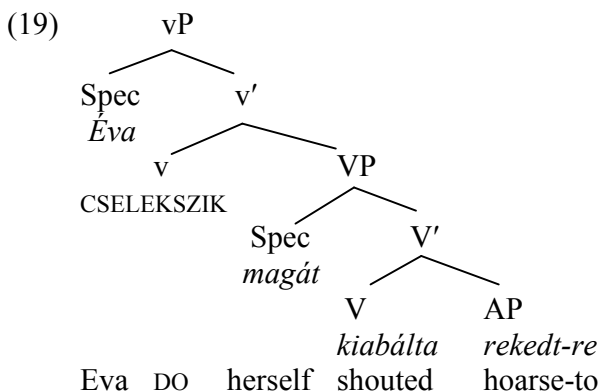 (19) vP
Spec v′
Éva
v VP
CSELEKSZIK
Spec V′
magát
V AP
kiabálta rekedt-re
Eva DO herself shouted hoarse-to